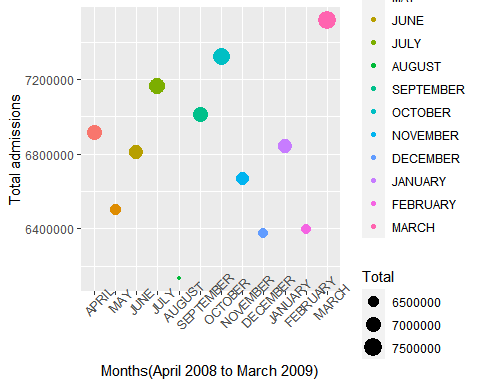 7200000
6800000
6400000
Total admissions
APRIL
MAY
JUNE
JULY
AUGUST
SEPTEMBER
OCTOBER
NOVEMBER
DECEMBER
JANUARY
FEBRUARY
MARCH
Months(April 2008 to March 2009)
JUNE
JULY
AUGUST
SEPTEMBER
OCTOBER
NOVEMBER
DECEMBER
JANUARY
FEBRUARY
MARCH
Total
6500000
7000000
7500000